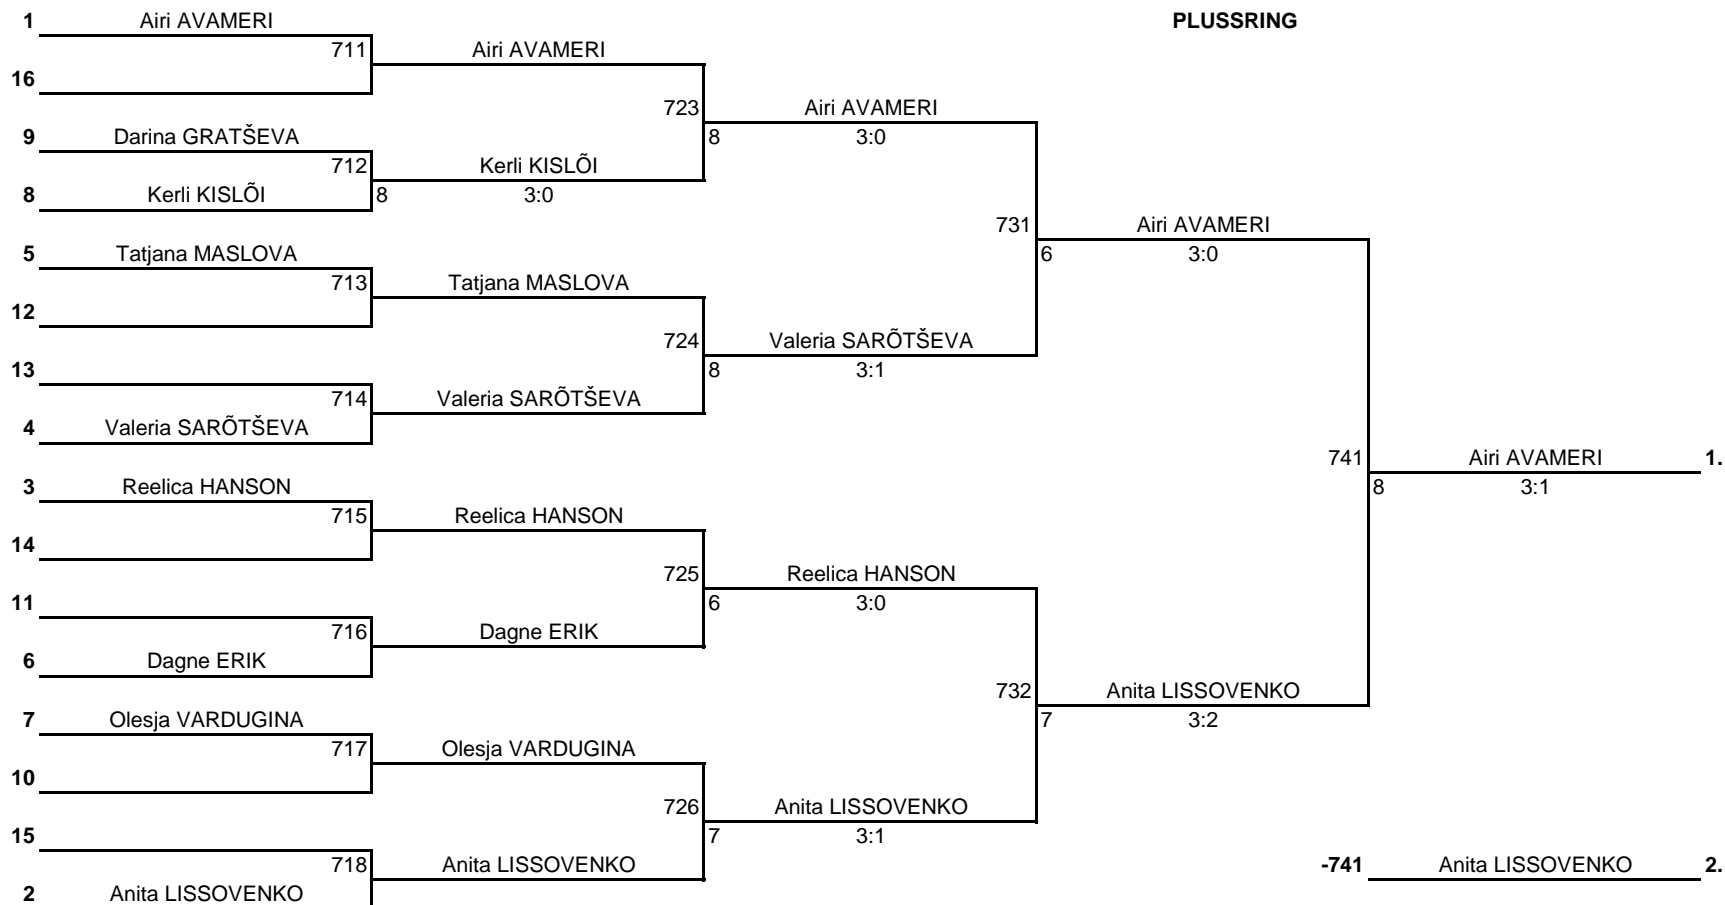 1 Airi AVAMERI PLUSSRING
711 Airi AVAMERI
16
723 Airi AVAMERI
9 Darina GRATŠEVA 8 3:0
712 Kerli KISLÕI
8 Kerli KISLÕI 8 3:0
731 Airi AVAMERI
5 Tatjana MASLOVA 6 3:0
713 Tatjana MASLOVA
12
724 Valeria SARÕTŠEVA
13 8 3:1
714 Valeria SARÕTŠEVA
4 Valeria SARÕTŠEVA
741 Airi AVAMERI 1.
3 Reelica HANSON 8 3:1
715 Reelica HANSON
14
725 Reelica HANSON
11 6 3:0
716 Dagne ERIK
6 Dagne ERIK
732 Anita LISSOVENKO
7 Olesja VARDUGINA 7 3:2
717 Olesja VARDUGINA
10
726 Anita LISSOVENKO
15 7 3:1
718 Anita LISSOVENKO -741 Anita LISSOVENKO 2.
2 Anita LISSOVENKO